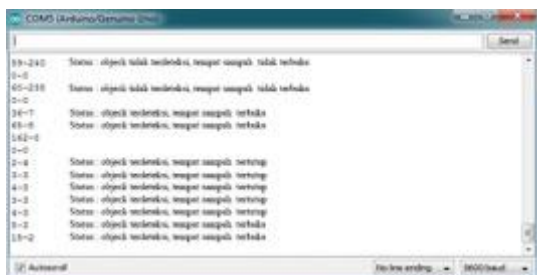 COM5 (Arduino/Genuino Uno)
Send
59-240 Status : objeck tidak terdeteksi, tempat sampah tidak terbuka
0-0
65-238 Status : objeck tidak terdeteksi, tempat sampah tidak terbuka
0-0
36-7 Status : objeck terdeteksi, tempat sampah terbuka
65-8 Status : objeck terdeteksi, tempat sampah terbuka
162-0
0-0
2-4 Status : objeck terdeteksi, tempat sampah tertutup
3-3 Status : objeck terdeteksi, tempat sampah tertutup
4-3 Status : objeck terdeteksi, tempat sampah tertutup
3-3 Status : objeck terdeteksi, tempat sampah tertutup
4-3 Status : objeck terdeteksi, tempat sampah tertutup
Status : objeck terdeteksi, tempat sampah terbuka
15-2 Status : objeck terdeteksi, tempat sampah terbuka
Autoscroll
No line ending
9600 baud